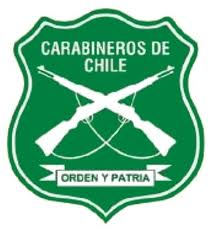 CARABINEROS DE
CHILE
ORDEN Y PATRIA